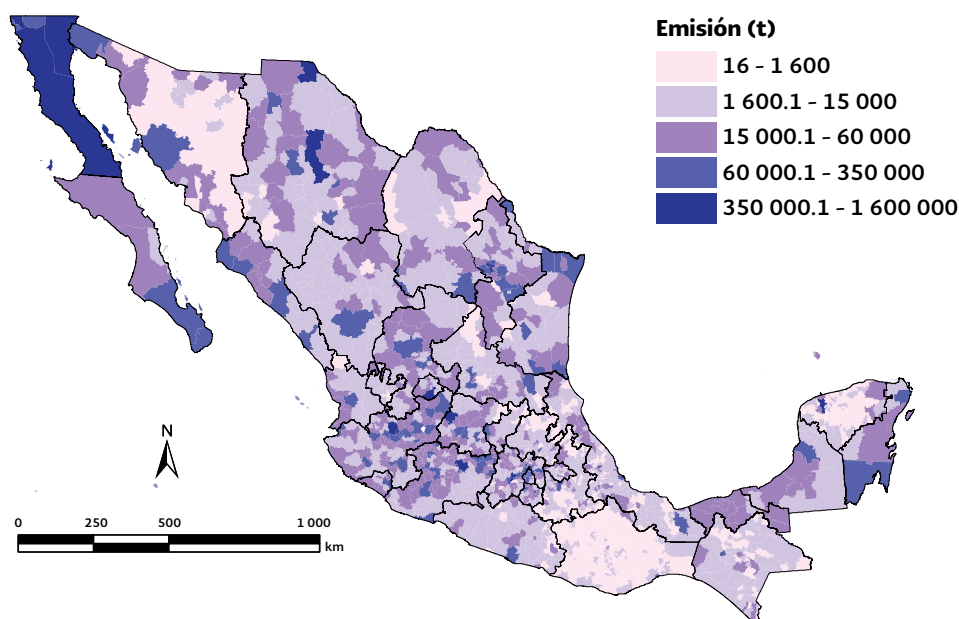 Emisión (t)
16 - 1 600
1 600.1 - 15 000
15 000.1 - 60 000
60 000.1 - 350 000
350 000.1 - 1 600 000
N
0 250 500 1 000
km